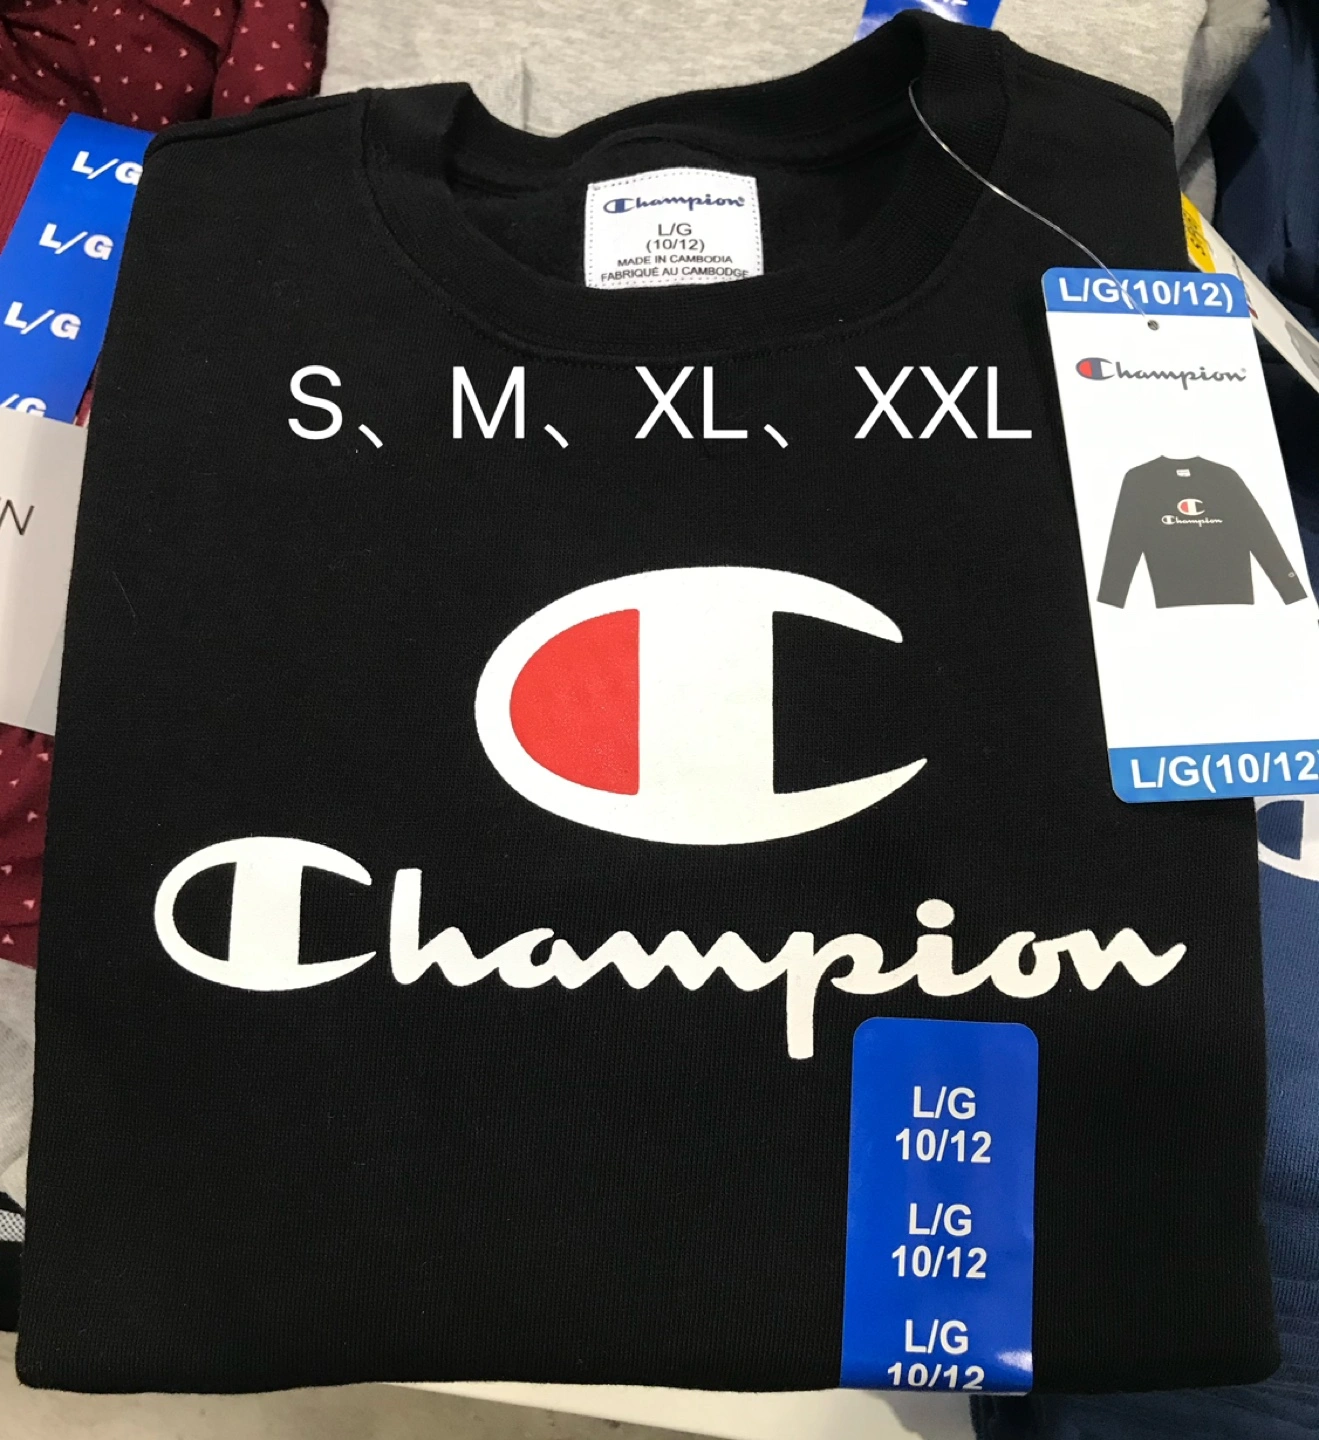 L/G
L/G
L/G
/G
Champion
L/G
(10/12)
MADE IN CAMBODIA
FABRIQUÉ AU CAMBODGE
L/G(10/12)
Champion
Champion
L/G(10/12)
S、M、XL、XXL
Champion
L/G
10/12
L/G
10/12
L/G
10/12